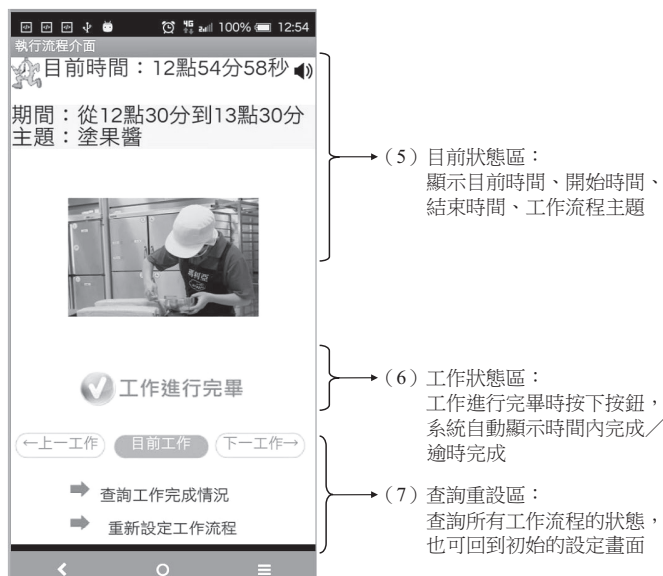 100% 12:54
執行流程介面
目前時間：12點54分58秒
期間：從12點30分到13點30分
主題：塗果醬
工作進行完畢
←上一工作 目前工作 下一工作→
查詢工作完成情況
重新設定工作流程
（5）目前狀態區：
顯示目前時間、開始時間、
結束時間、工作流程主題
（6）工作狀態區：
工作進行完畢時按下按鈕，
系統自動顯示時間內完成／
逾時完成
（7）查詢重設區：
查詢所有工作流程的狀態，
也可回到初始的設定畫面